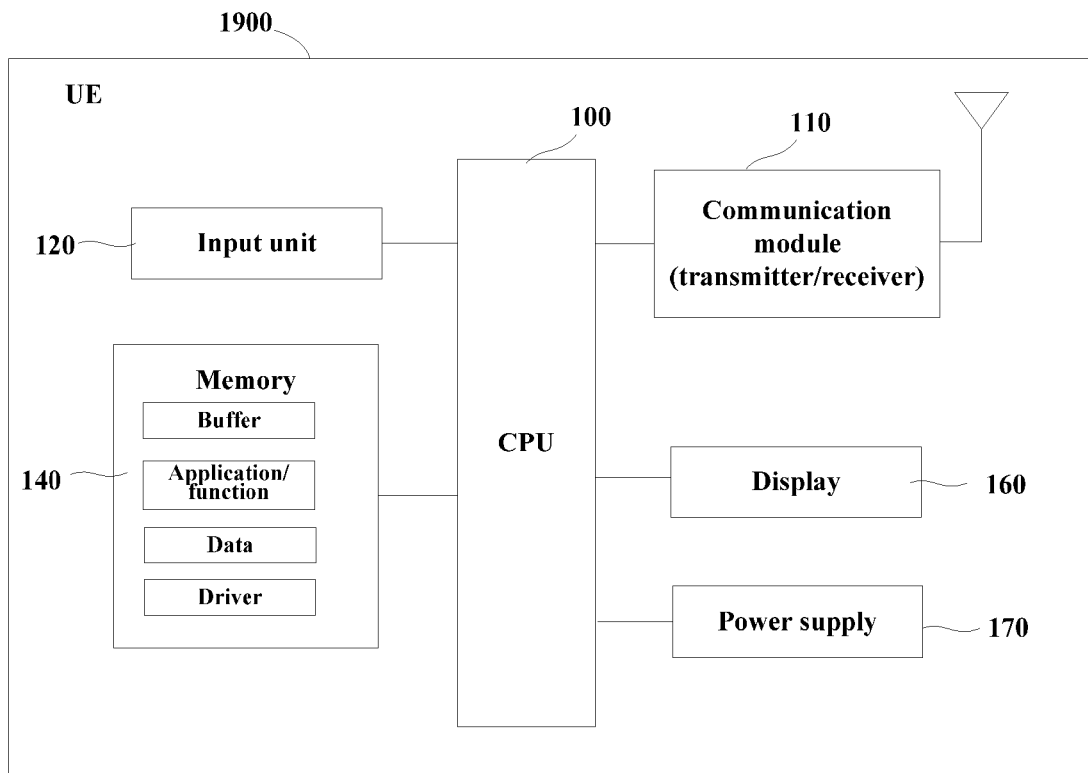 1900
UE
100
110
120
Input unit
Communication
module
(transmitter/receiver)
Memory
Buffer
Application/
function
140
Data
Driver
CPU
Display
160
Power supply
170